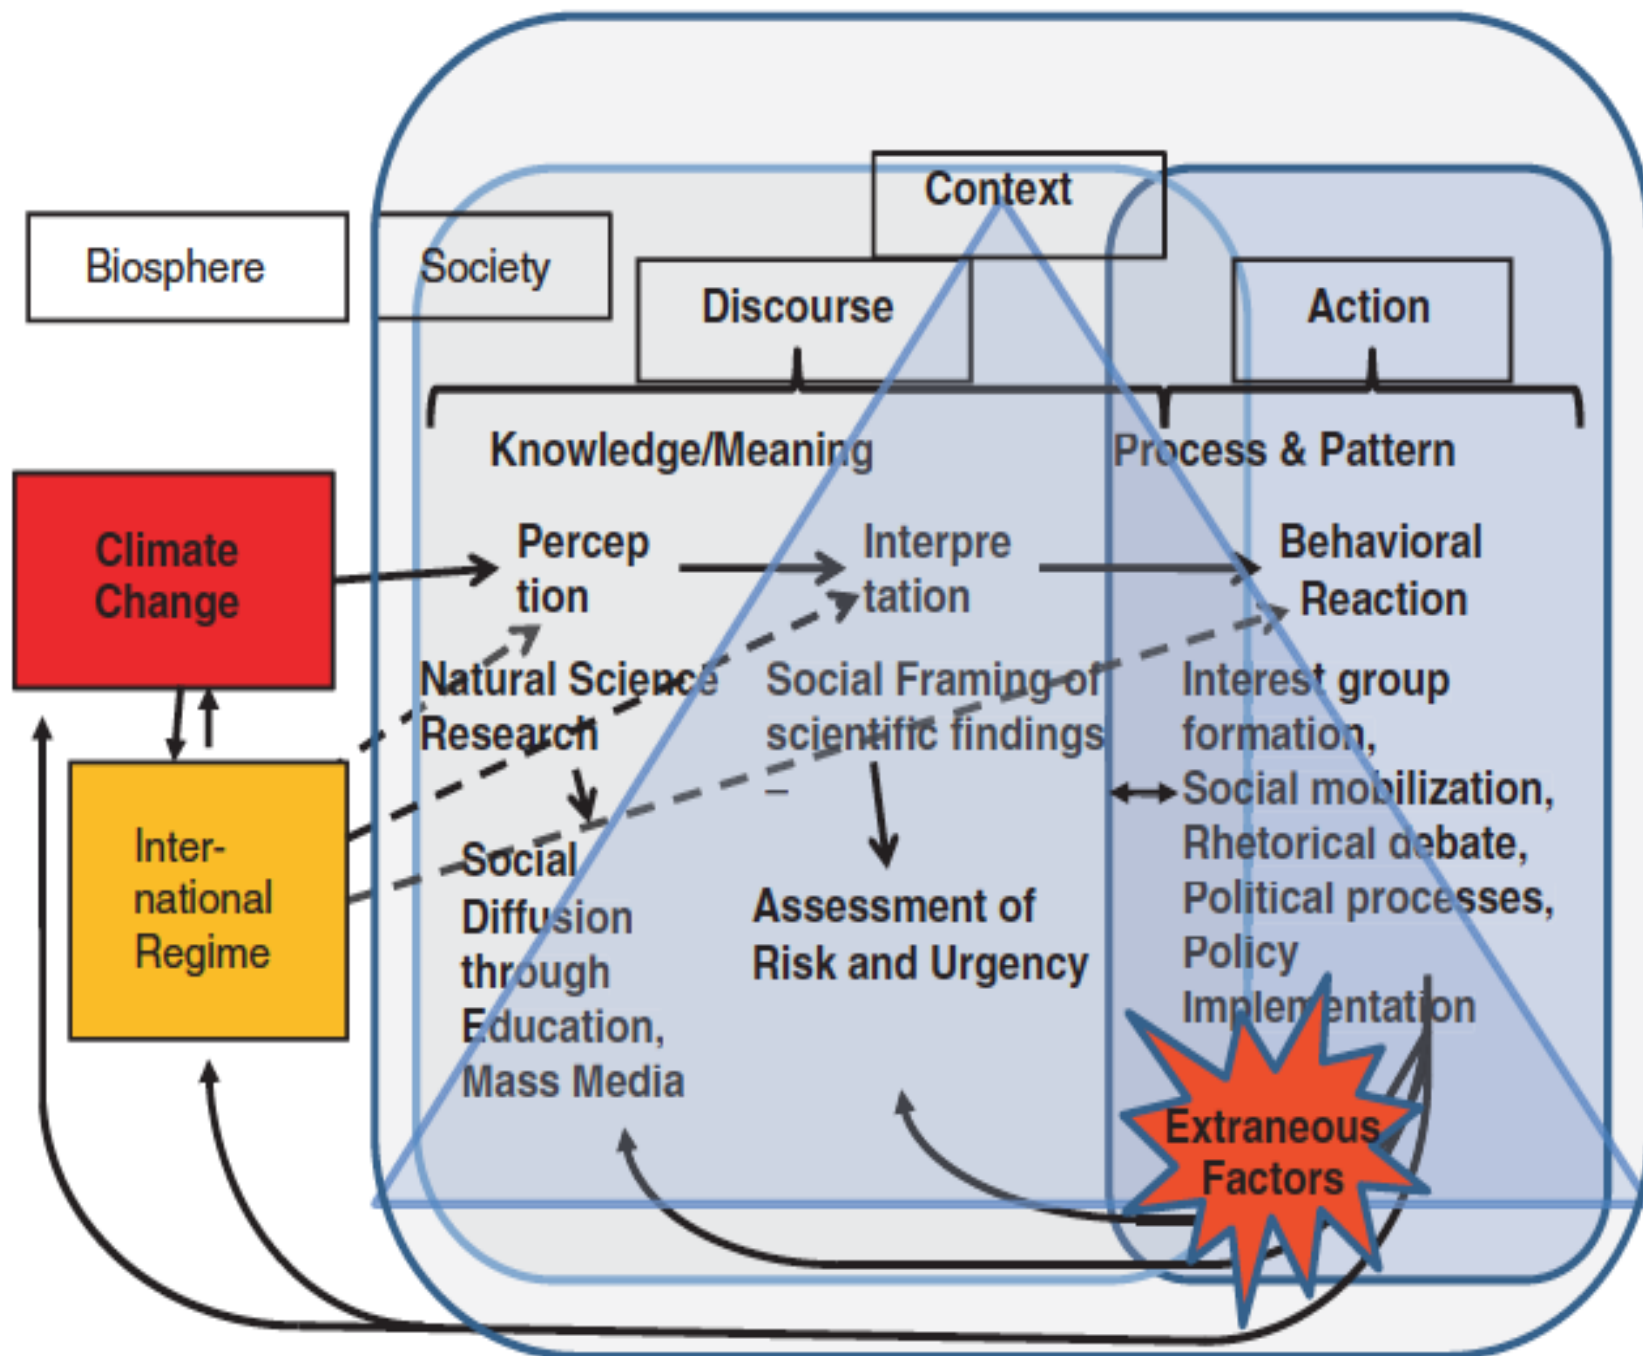 Context
Biosphere
Society
Discourse
Action
Knowledge/Meaning
Process & Pattern
Climate
Change
Percep
tion
Interpre
tation
Behavioral
Reaction
Natural Science
Research
Social Framing of
scientific findings
–
Interest group
formation,
Social mobilization,
Rhetorical debate,
Political processes,
Policy
Implementation
Inter-
national
Regime
Social
Diffusion
through
Education,
Mass Media
Assessment of
Risk and Urgency
Extraneous
Factors